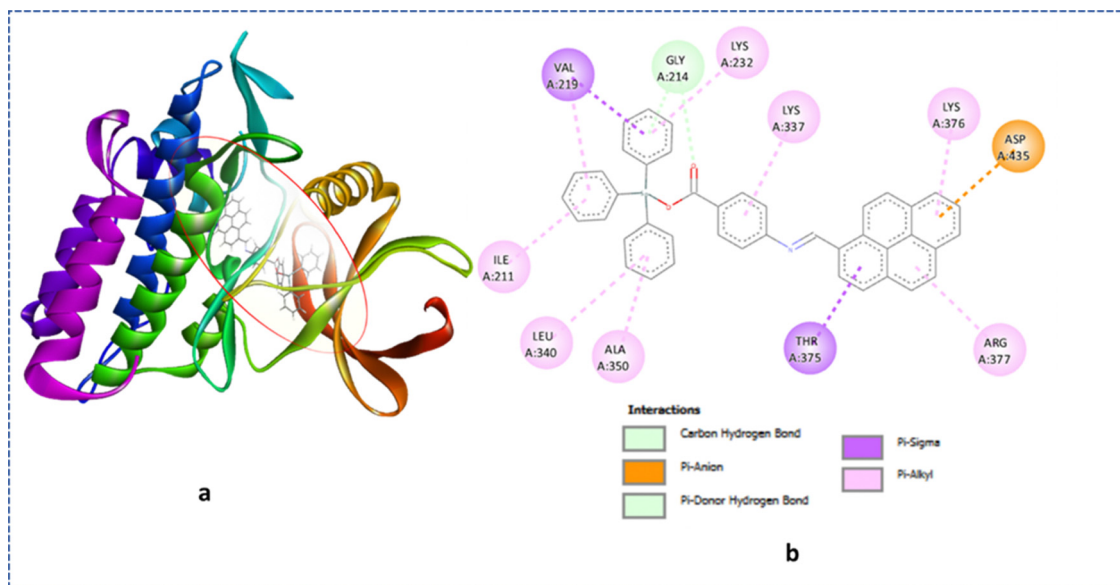 VAL
A:219
GLY
A:214
LYS
A:232
LYS
A:337
LYS
A:376
ASP
A:435
ILE
A:211
LEU
A:340
ALA
A:350
THR
A:375
ARG
A:377
O
N
Interactions
Carbon Hydrogen Bond
Pi-Anion
Pi-Donor Hydrogen Bond
Pi-Sigma
Pi-Alkyl
a
b